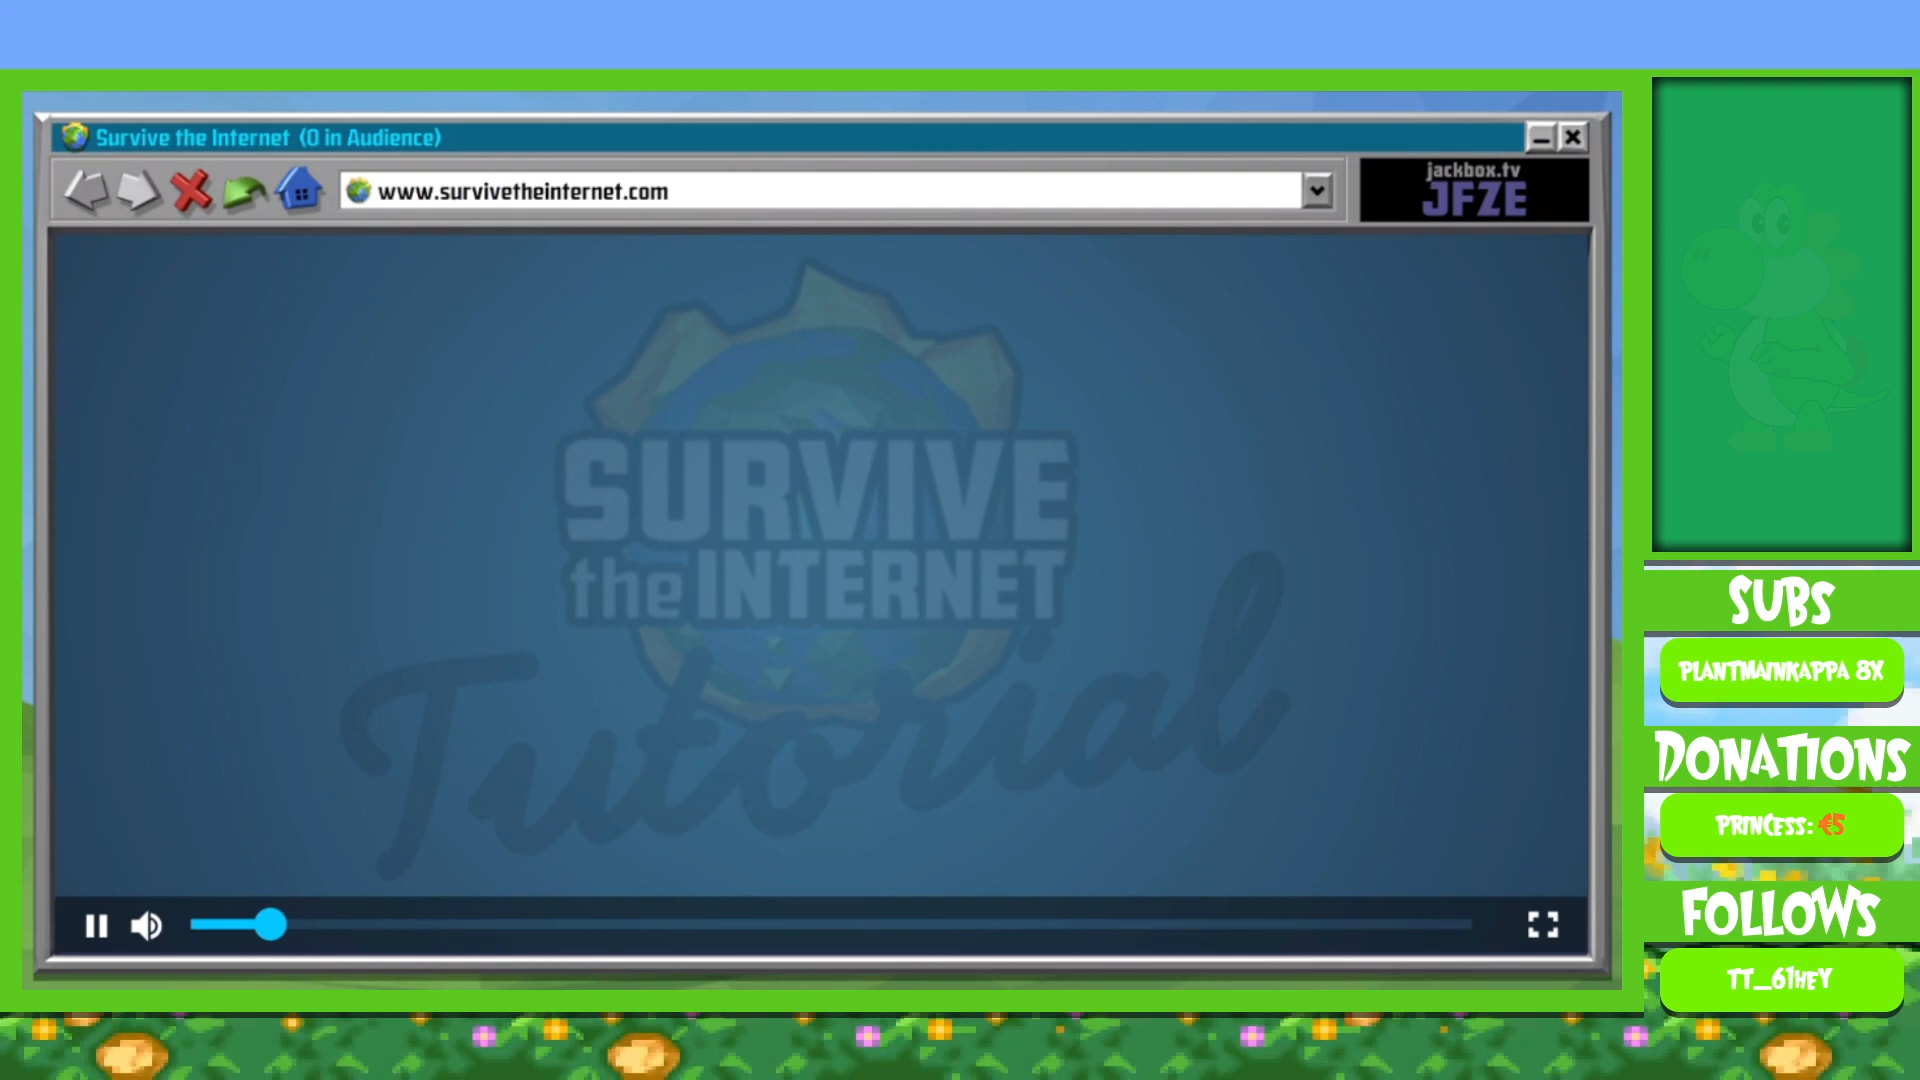 Survive the Internet (0 in Audience)
www.survivetheinternet.com
jackbox.tv
JFZE
SURVIVE
the INTERNET
Tutorial
SUBS
PLANTMAINKAPPA 8X
DONATIONS
PRINCESS: €5
FOLLOWS
TT_61HEY